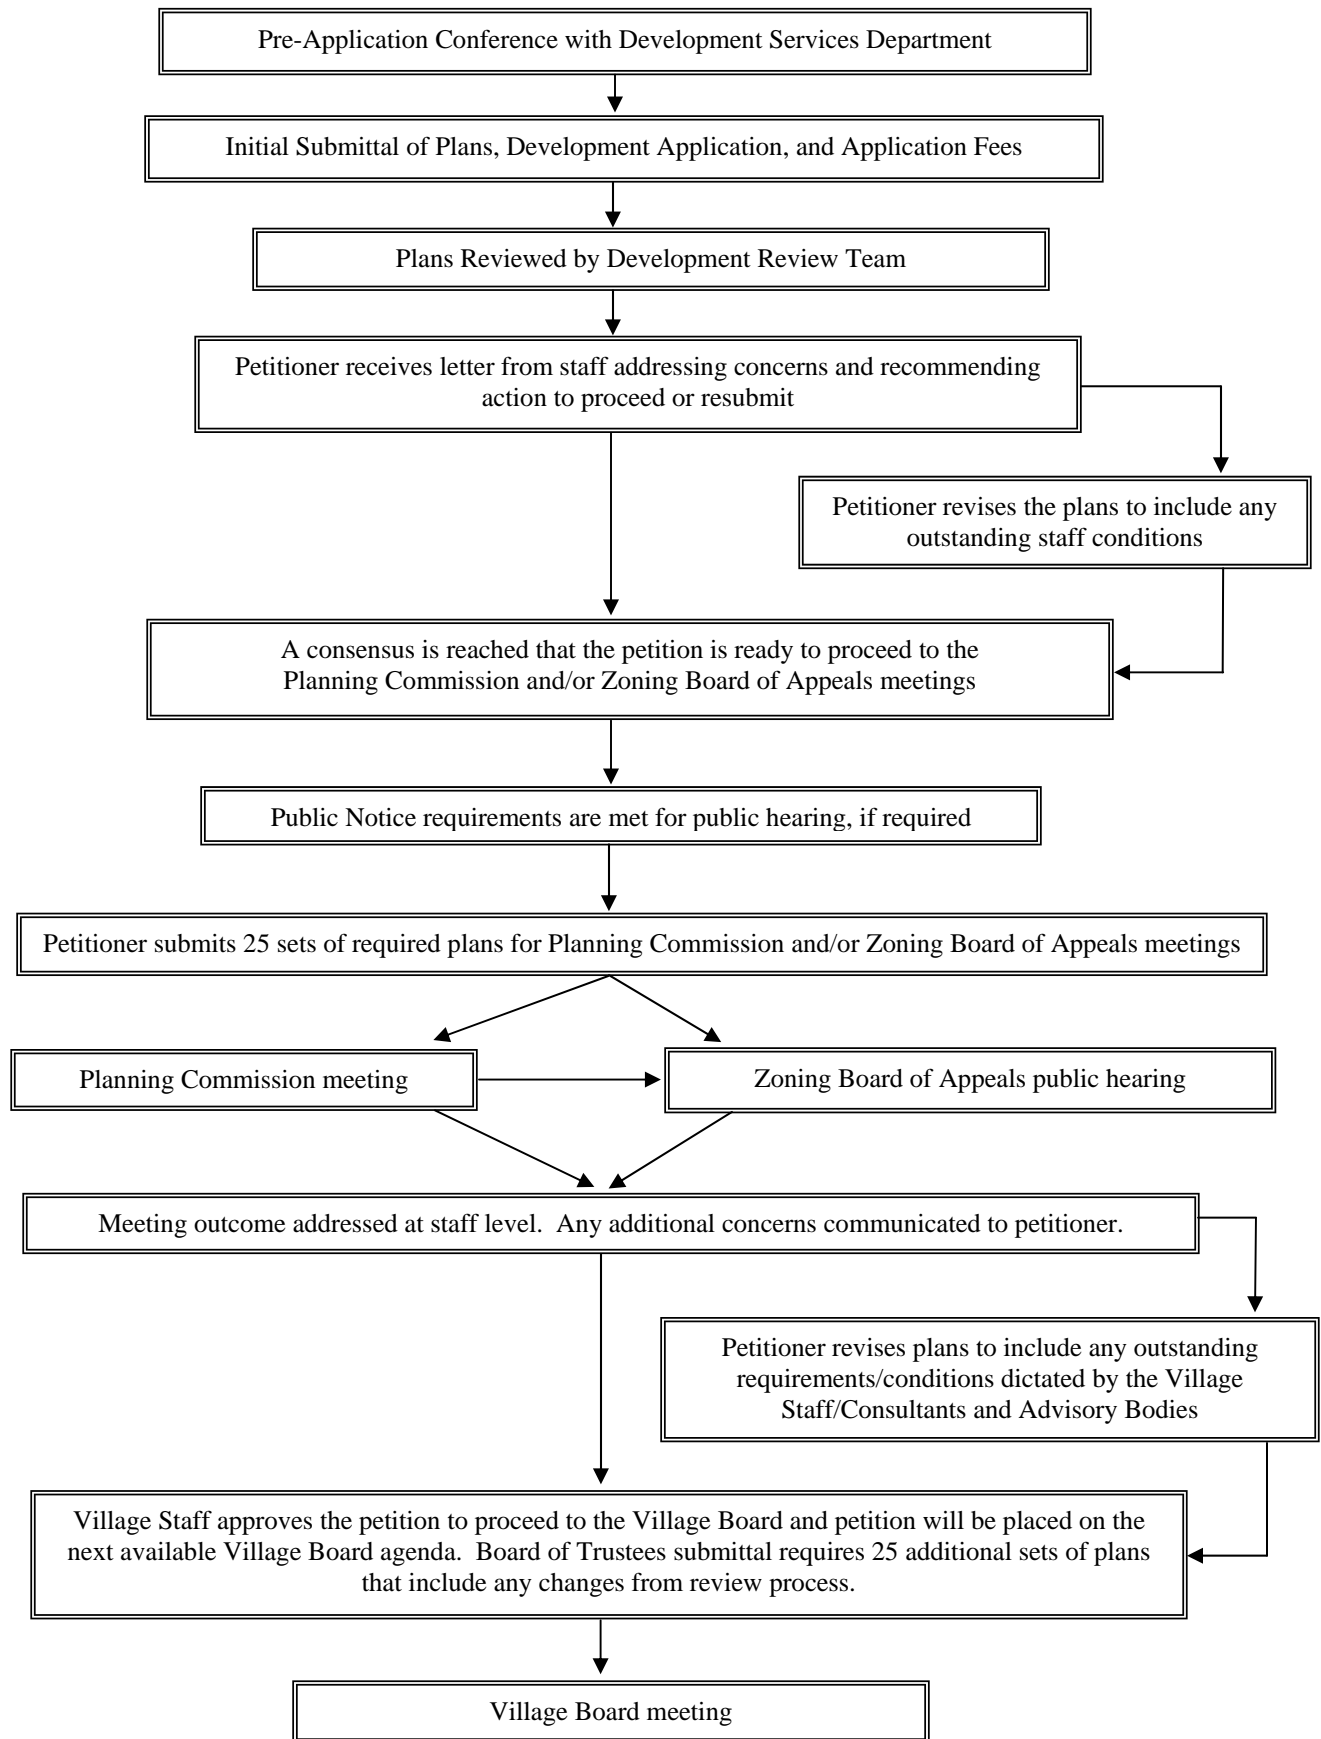 Pre-Application Conference with Development Services Department
Initial Submittal of Plans, Development Application, and Application Fees
Plans Reviewed by Development Review Team
Petitioner receives letter from staff addressing concerns and recommending
action to proceed or resubmit
Petitioner revises the plans to include any
outstanding staff conditions
A consensus is reached that the petition is ready to proceed to the
Planning Commission and/or Zoning Board of Appeals meetings
Public Notice requirements are met for public hearing, if required
Petitioner submits 25 sets of required plans for Planning Commission and/or Zoning Board of Appeals meetings
Planning Commission meeting
Zoning Board of Appeals public hearing
Meeting outcome addressed at staff level.  Any additional concerns communicated to petitioner.
Petitioner revises plans to include any outstanding
requirements/conditions dictated by the Village
Staff/Consultants and Advisory Bodies
Village Staff approves the petition to proceed to the Village Board and petition will be placed on the
next available Village Board agenda.  Board of Trustees submittal requires 25 additional sets of plans
that include any changes from review process.
Village Board meeting